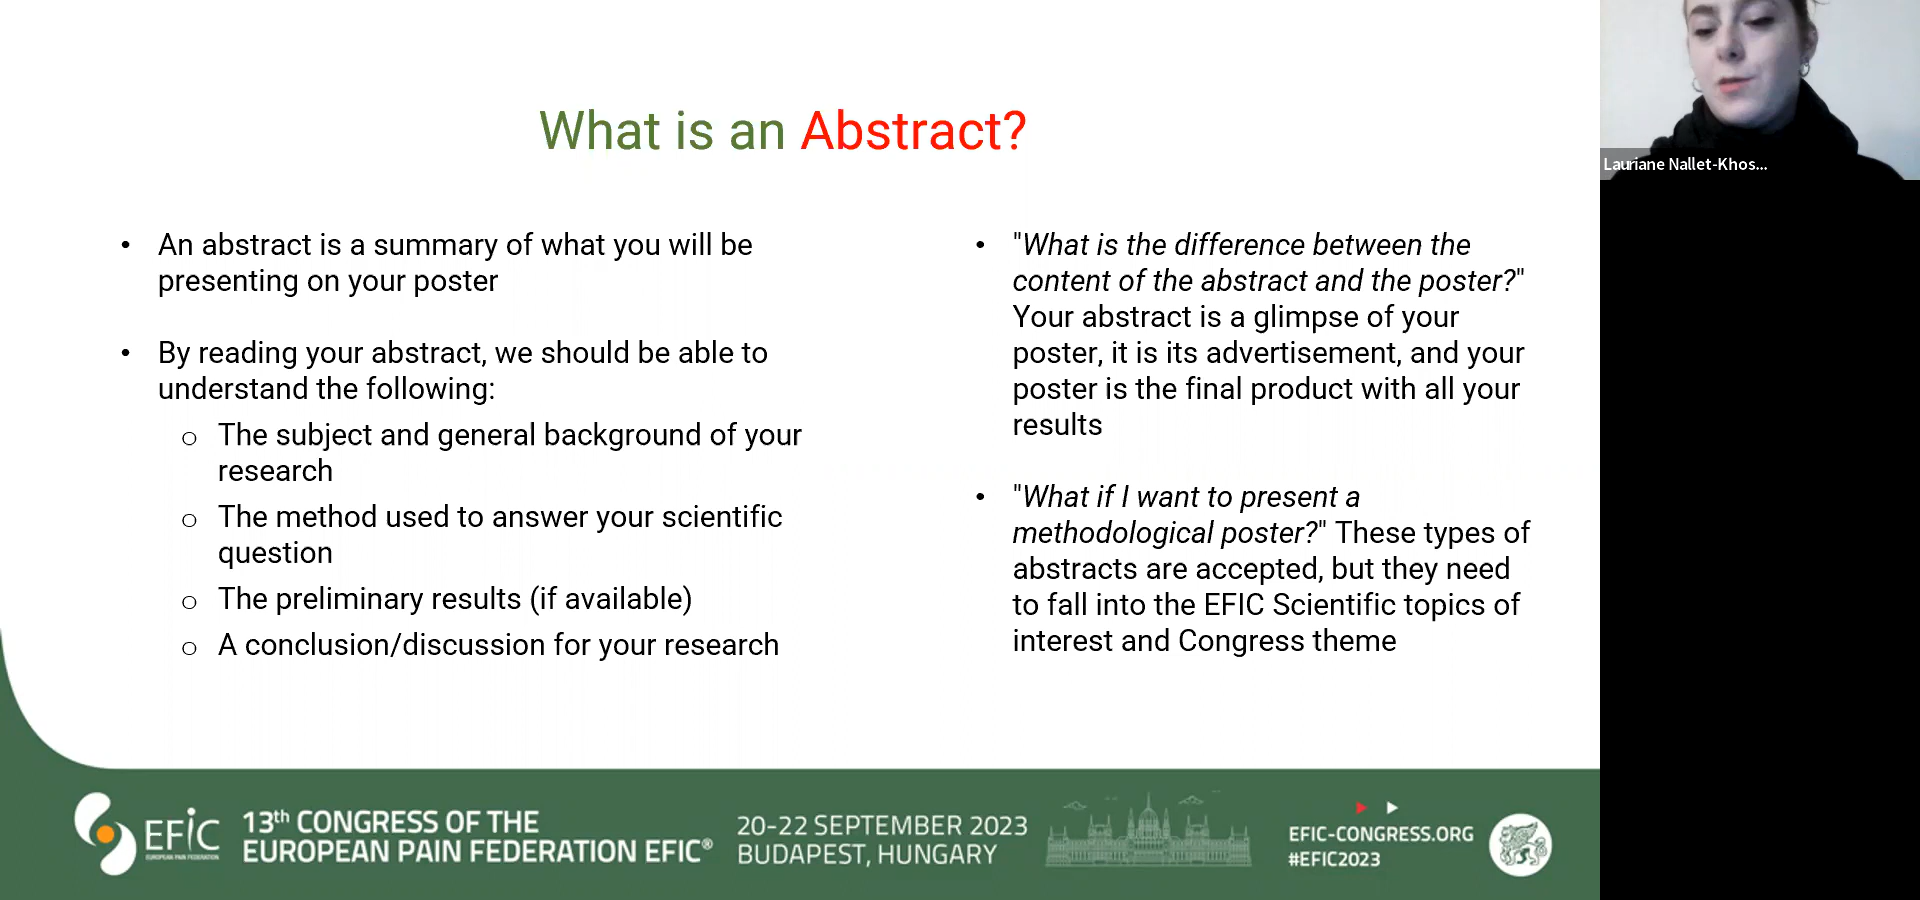 What is an Abstract?
• An abstract is a summary of what you will be
presenting on your poster
• By reading your abstract, we should be able to
understand the following:
o The subject and general background of your
research
o The method used to answer your scientific
question
o The preliminary results (if available)
o A conclusion/discussion for your research
• "What is the difference between the
content of the abstract and the poster?"
Your abstract is a glimpse of your
poster, it is its advertisement, and your
poster is the final product with all your
results
• "What if I want to present a
methodological poster?" These types of
abstracts are accepted, but they need
to fall into the EFIC Scientific topics of
interest and Congress theme
Lauriane Nallet-Khos...
EFIC
EUROPEAN PAIN FEDERATION
13th CONGRESS OF THE
EUROPEAN PAIN FEDERATION EFIC®
20-22 SEPTEMBER 2023
BUDAPEST, HUNGARY
EFIC-CONGRESS.ORG
#EFIC2023